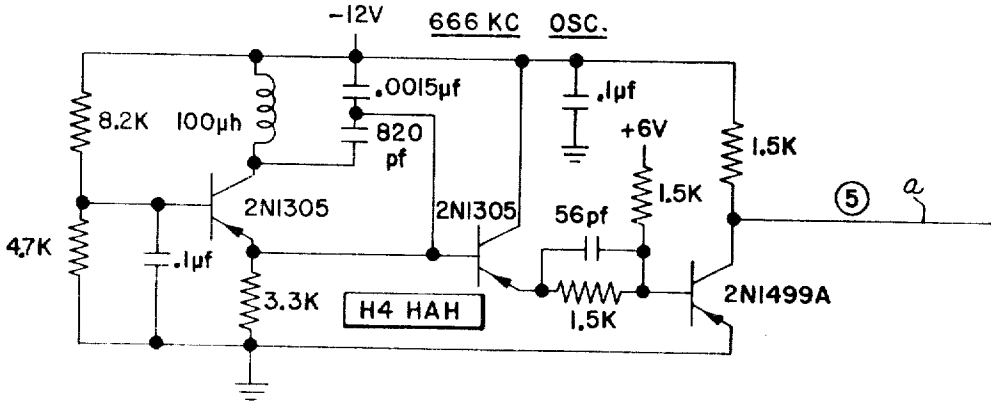 -12V
666 KC OSC.
.0015µf
8.2K
100µh
820
pf
.1µf
+6V
1.5K
1.5K
2N1305
2N1305
56pf
5
a
4.7K
.1µf
3.3K
H4 HAH
1.5K
2N1499A